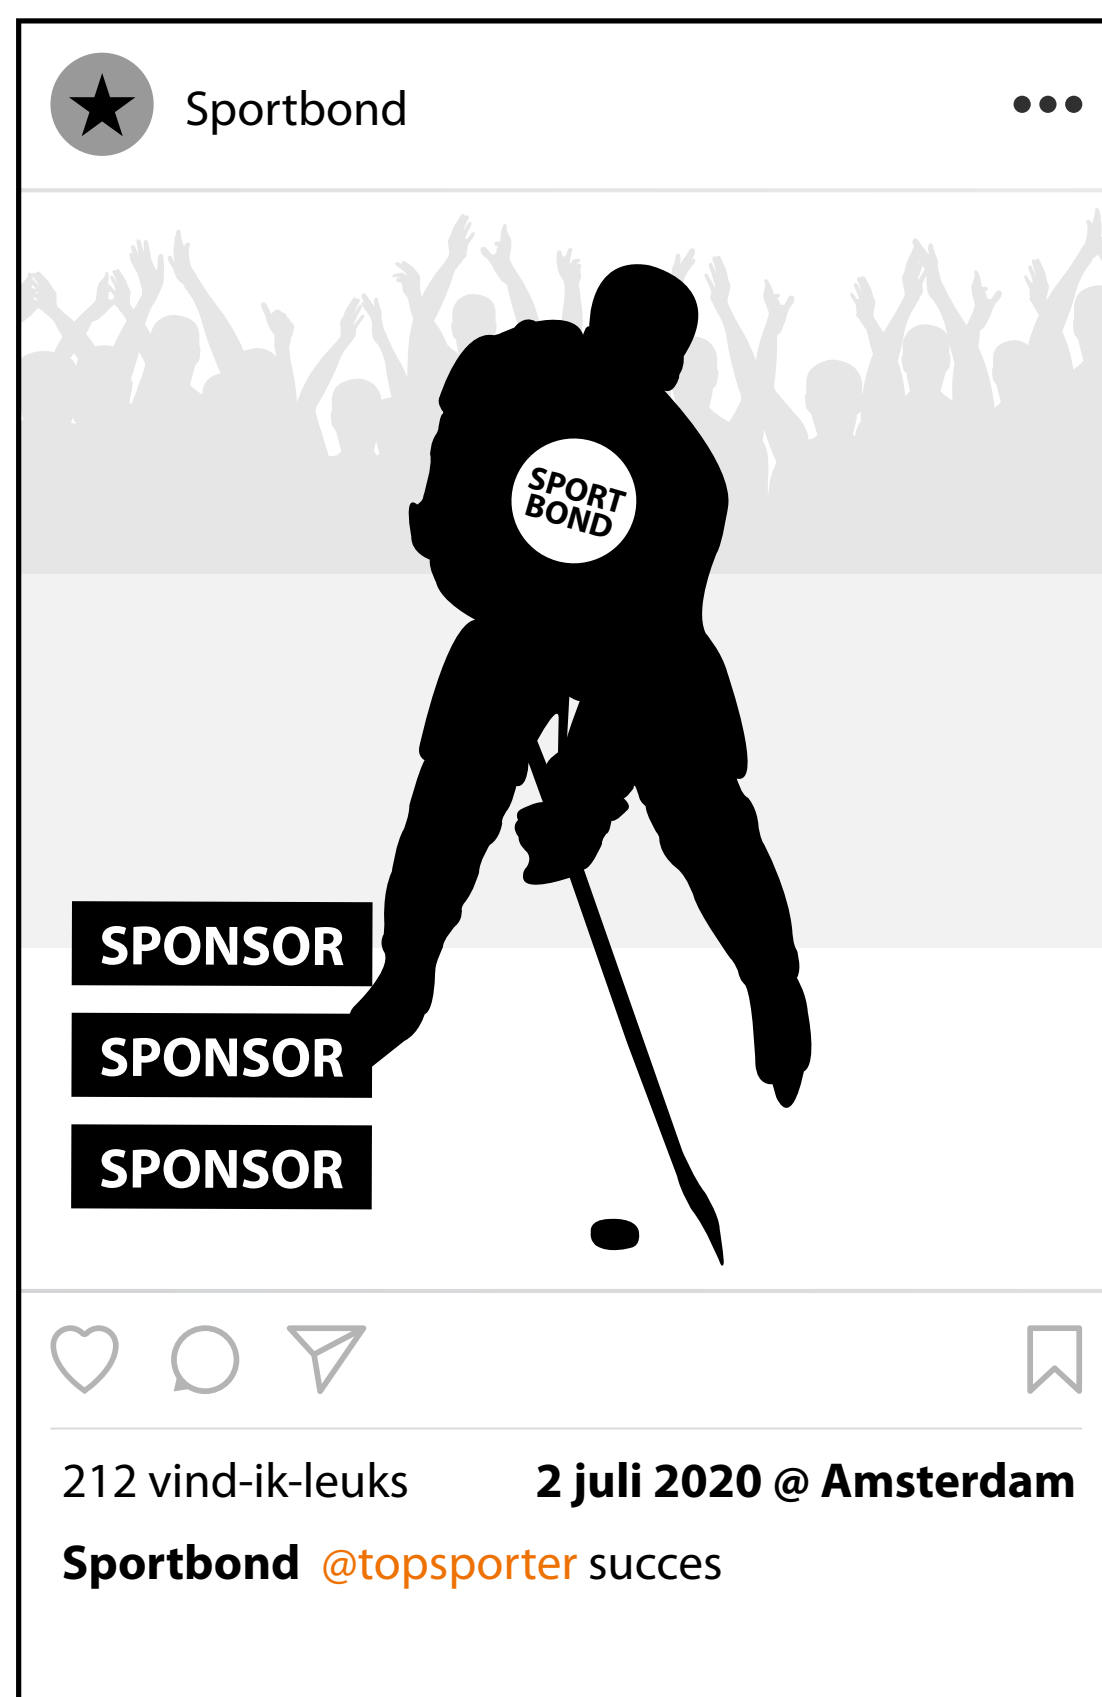 Sportbond
SPORT
BOND
SPONSOR
SPONSOR
SPONSOR
212 vind-ik-leuks 2 juli 2020 @ Amsterdam
Sportbond @topsporter succes